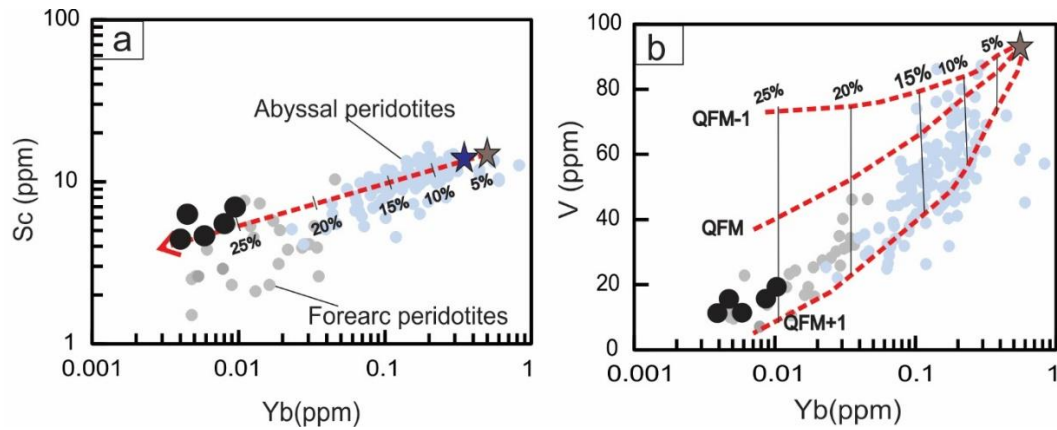 a
100
10
1
Sc (ppm)
Abyssal peridotites
5%
10%
15%
20%
25%
Forearc peridotites
0.001
0.01
0.1
1
Yb(ppm)
b
100
80
60
40
20
0
V (ppm)
25%
20%
15%
10%
5%
QFM-1
QFM
QFM+1
0.001
0.01
0.1
1
Yb(ppm)